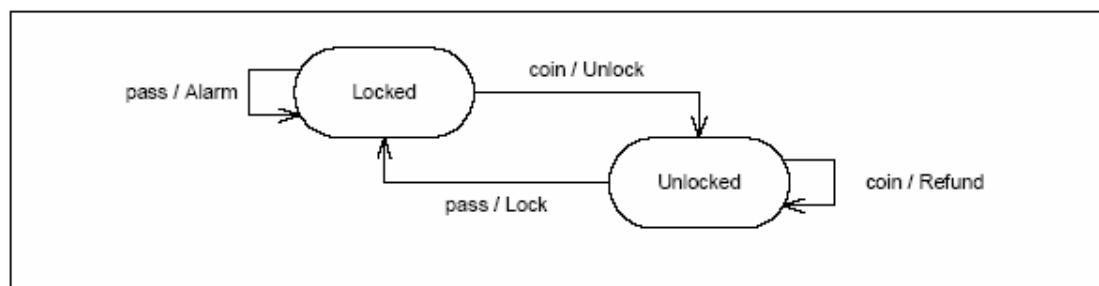 coin / Unlock
pass / Alarm
Locked
Unlocked
coin / Refund
pass / Lock